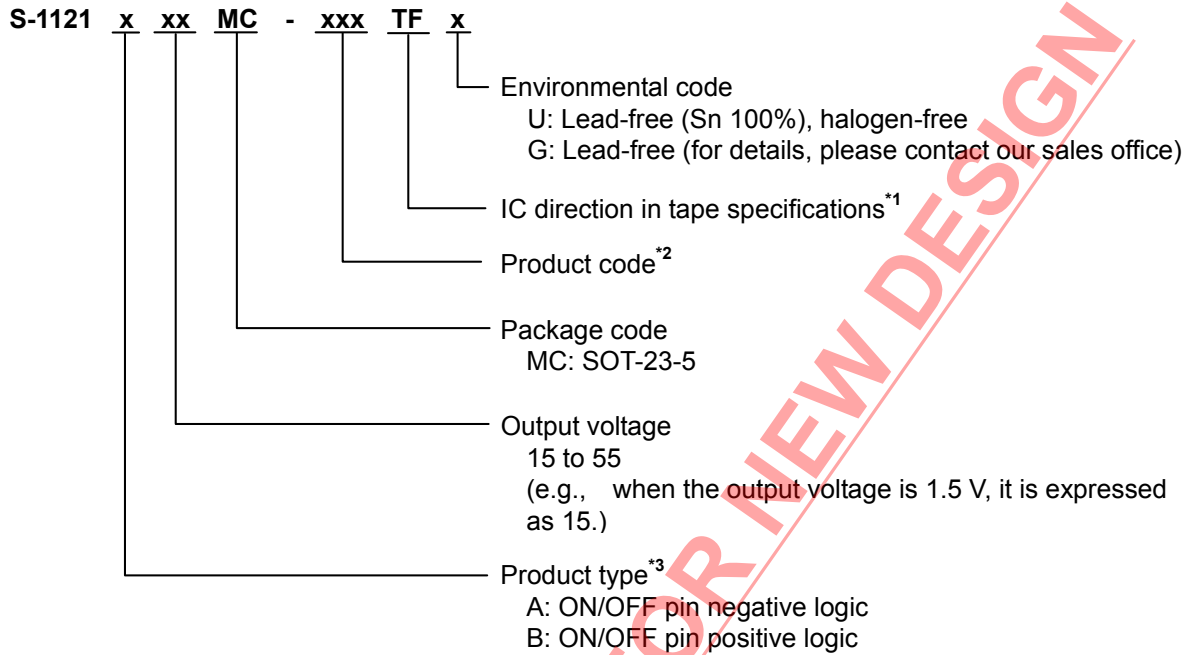 S-1121 x xx MC - xxx TF x
Environmental code
U: Lead-free (Sn 100%), halogen-free
G: Lead-free (for details, please contact our sales office)
IC direction in tape specifications*1
Product code*2
Package code
MC: SOT-23-5
Output voltage
15 to 55
(e.g., when the output voltage is 1.5 V, it is expressed
as 15.)
Product type*3
A: ON/OFF pin negative logic
B: ON/OFF pin positive logic
FOR NEW DESIGN